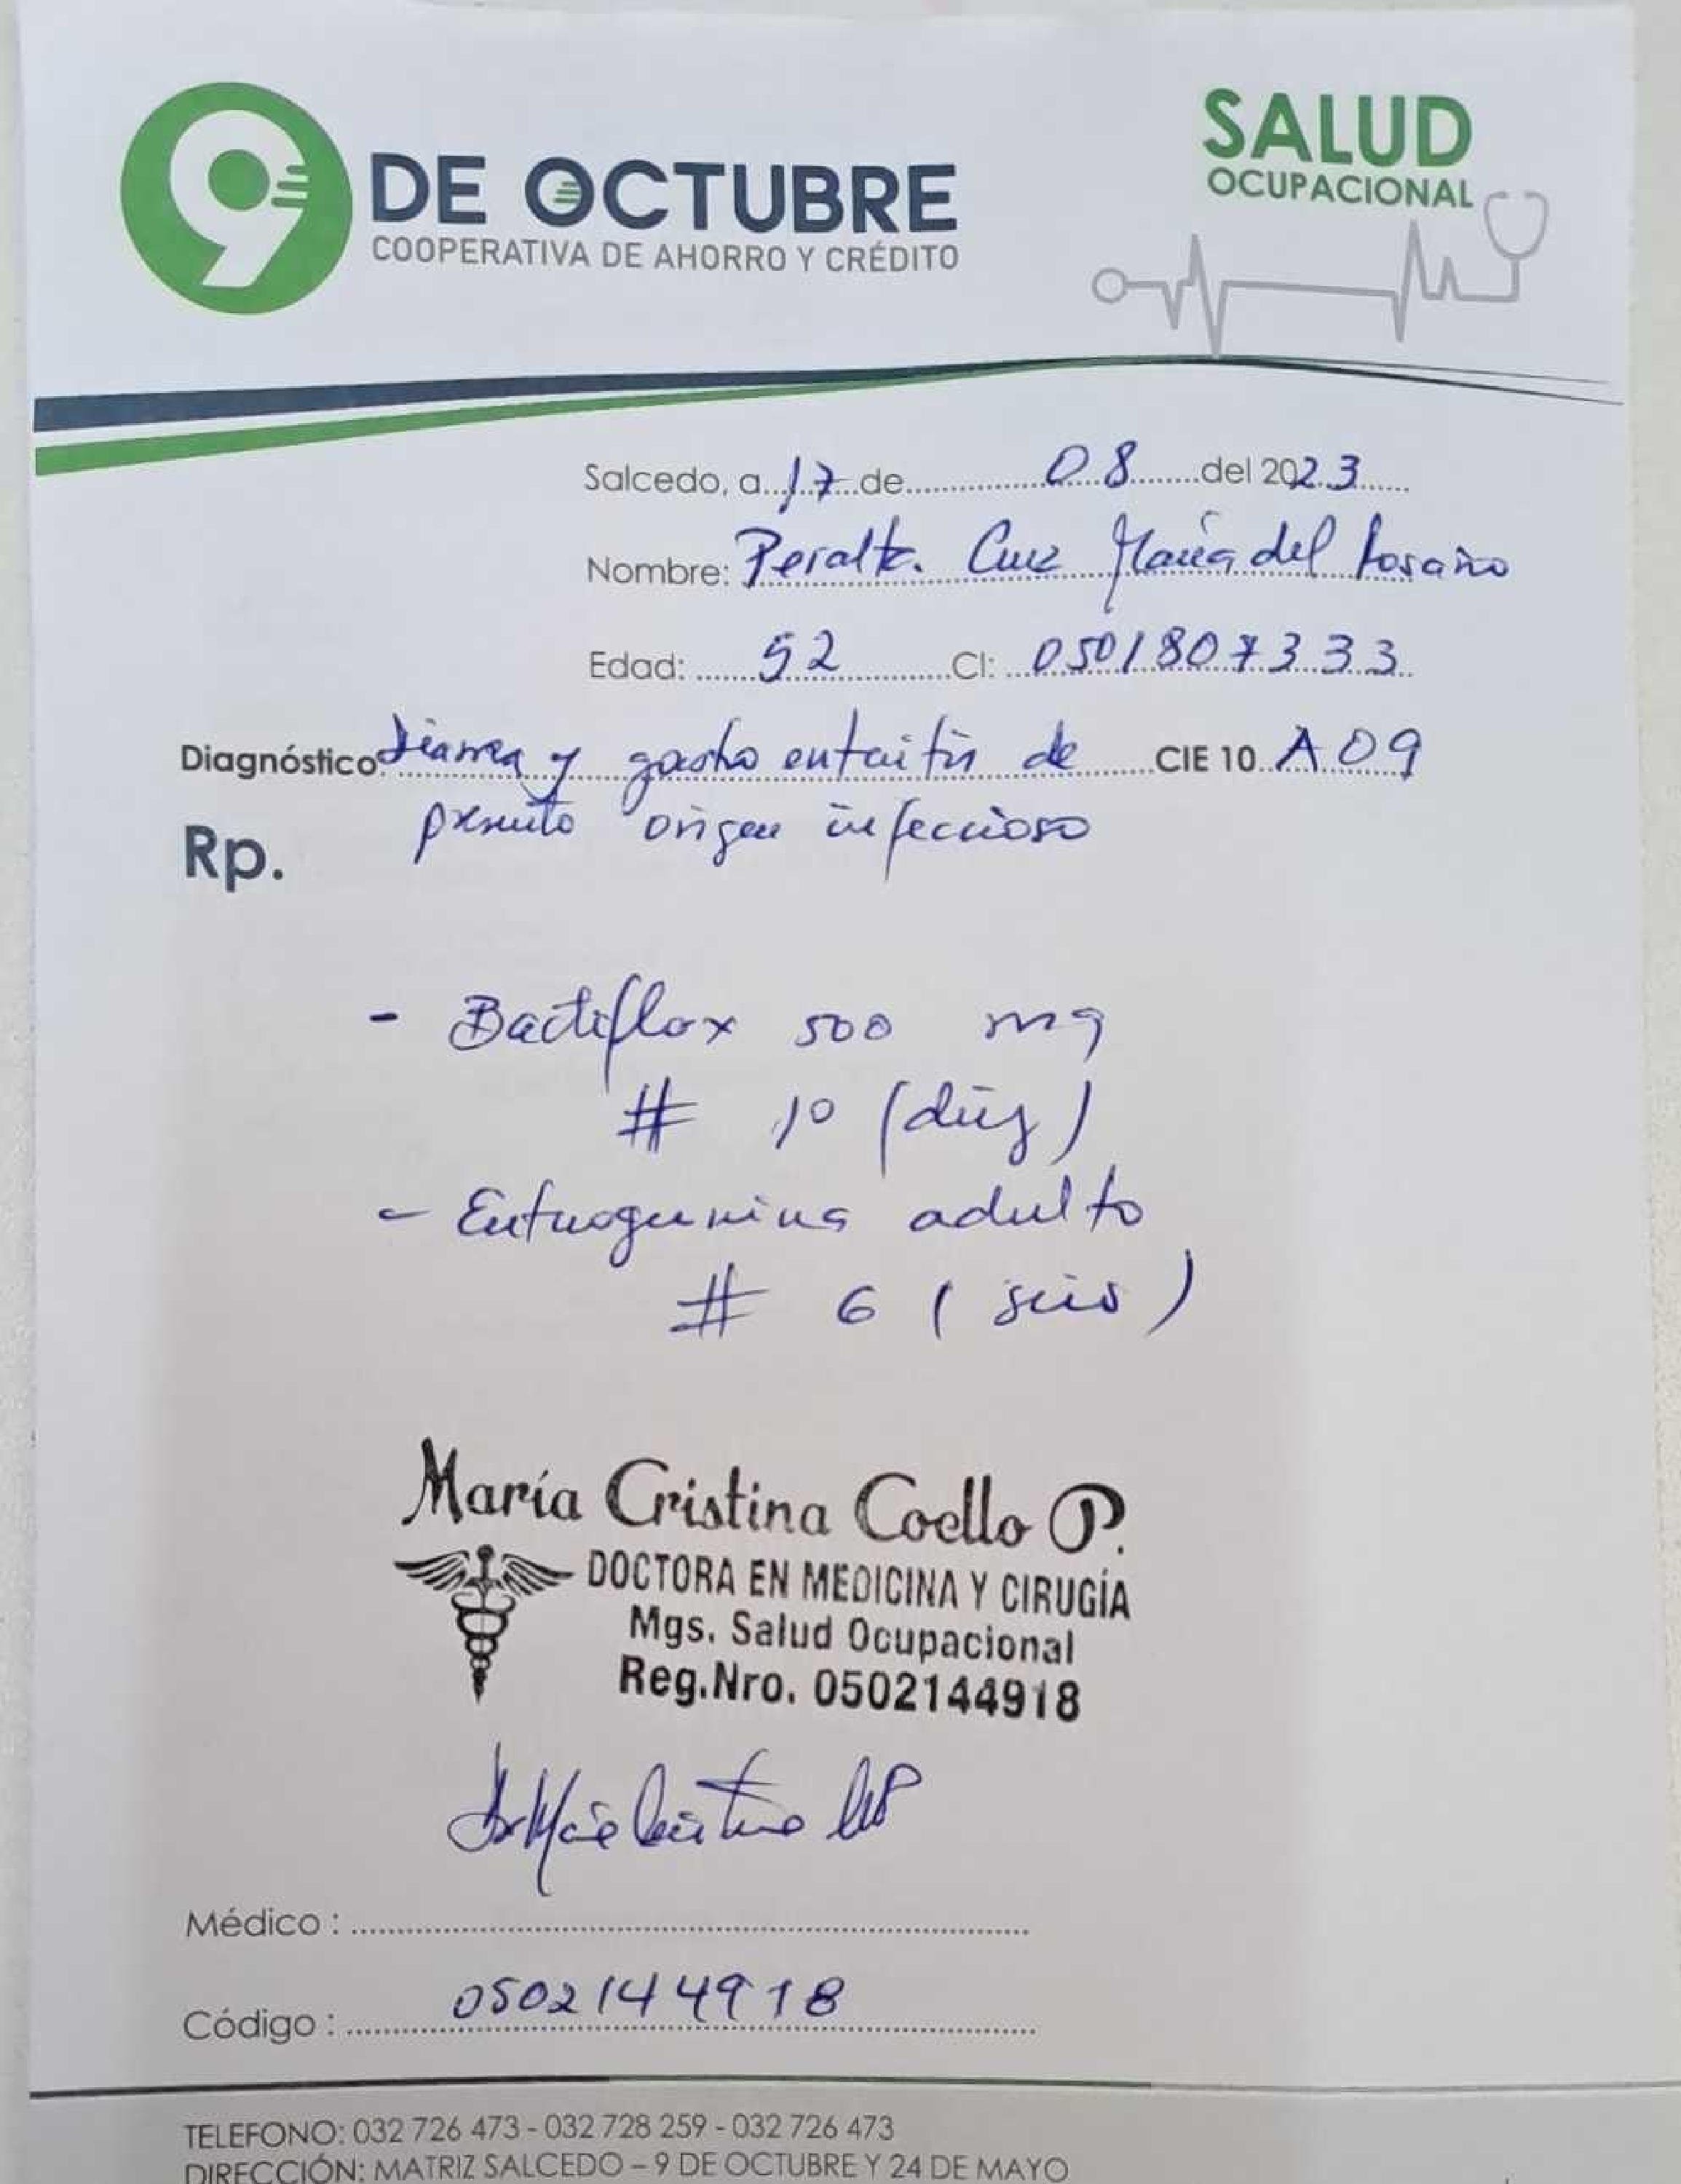 9 DE OCTUBRE
COOPERATIVA DE AHORRO Y CRÉDITO
SALUD
OCUPACIONAL
Salcedo, a 17 de 08 del 2023
Nombre: Peralta Cruz María del Rosario
Edad: 52 CI: 0501807333
Diagnóstico: Diarrea y gastroenteritis de CIE 10 A09
presunto origen infeccioso
Rp.
- Bactiflox 500 mg
# 10 (diez)
- Enterogermina adulto
# 6 (seis)
María Cristina Coello P.
DOCTORA EN MEDICINA Y CIRUGÍA
Mgs. Salud Ocupacional
Reg.Nro. 0502144918
Médico :
Código : 0502144918
TELEFONO: 032 726 473 - 032 728 259 - 032 726 473
DIRECCIÓN: MATRIZ SALCEDO – 9 DE OCTUBRE Y 24 DE MAYO